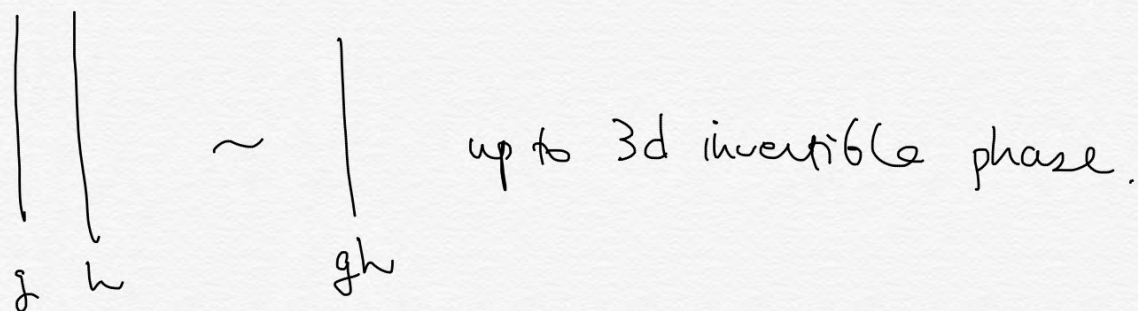 ~ up to 3d invertible phase.
g h gh